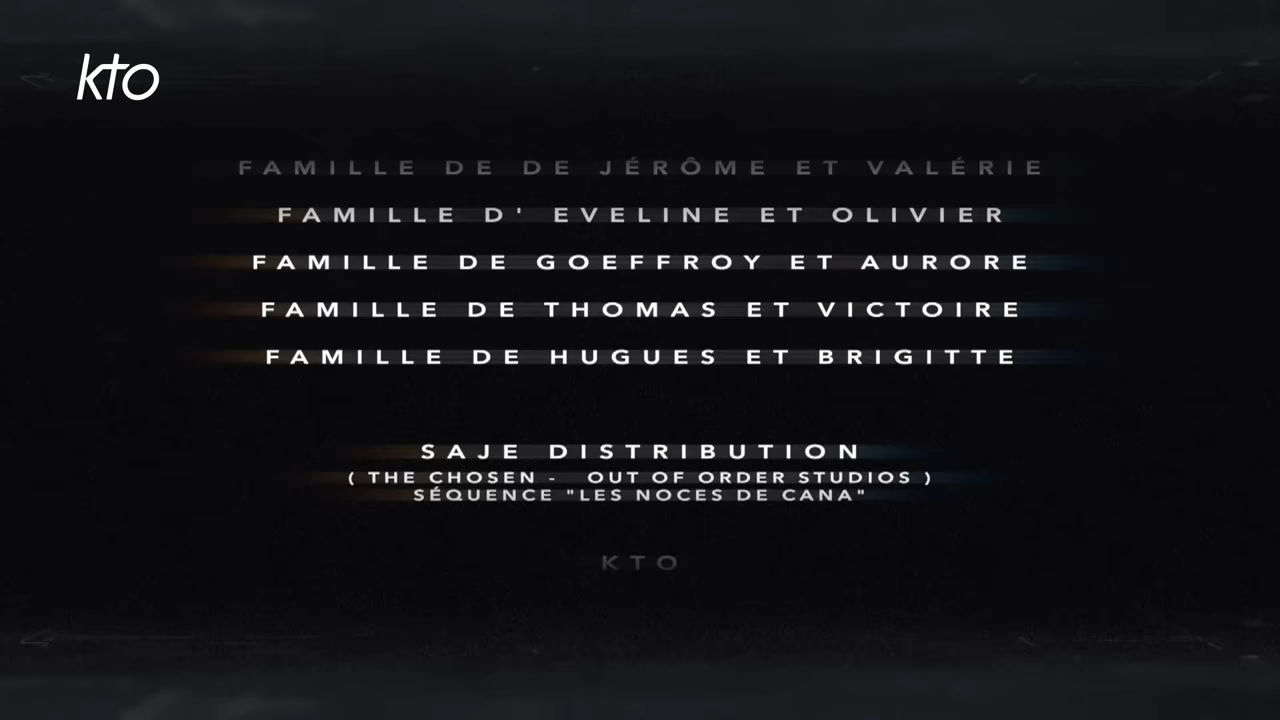 kto
FAMILLE DE DE JÉRÔME ET VALÉRIE
FAMILLE D' EVELINE ET OLIVIER
FAMILLE DE GOEFFROY ET AURORE
FAMILLE DE THOMAS ET VICTOIRE
FAMILLE DE HUGUES ET BRIGITTE
SAJE DISTRIBUTION
( THE CHOSEN - OUT OF ORDER STUDIOS )
SÉQUENCE "LES NOCES DE CANA"
KTO